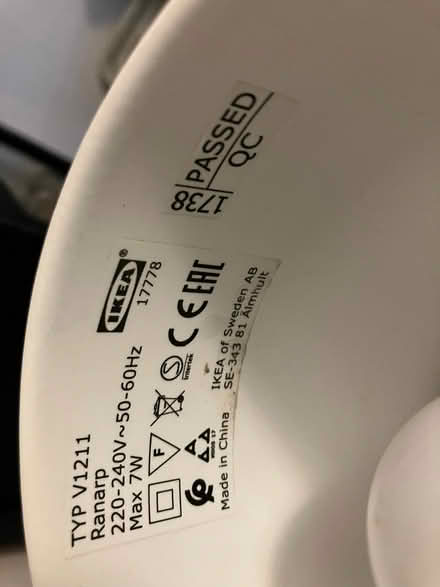 PASSED
QC
1738
IKEA®
17778
TYP V1211
Ranarp
220-240V~50-60Hz
Max 7W
F
S
Intertek
CE EAC
Made in China
IKEA of Sweden AB
SE-343 81 Älmhult